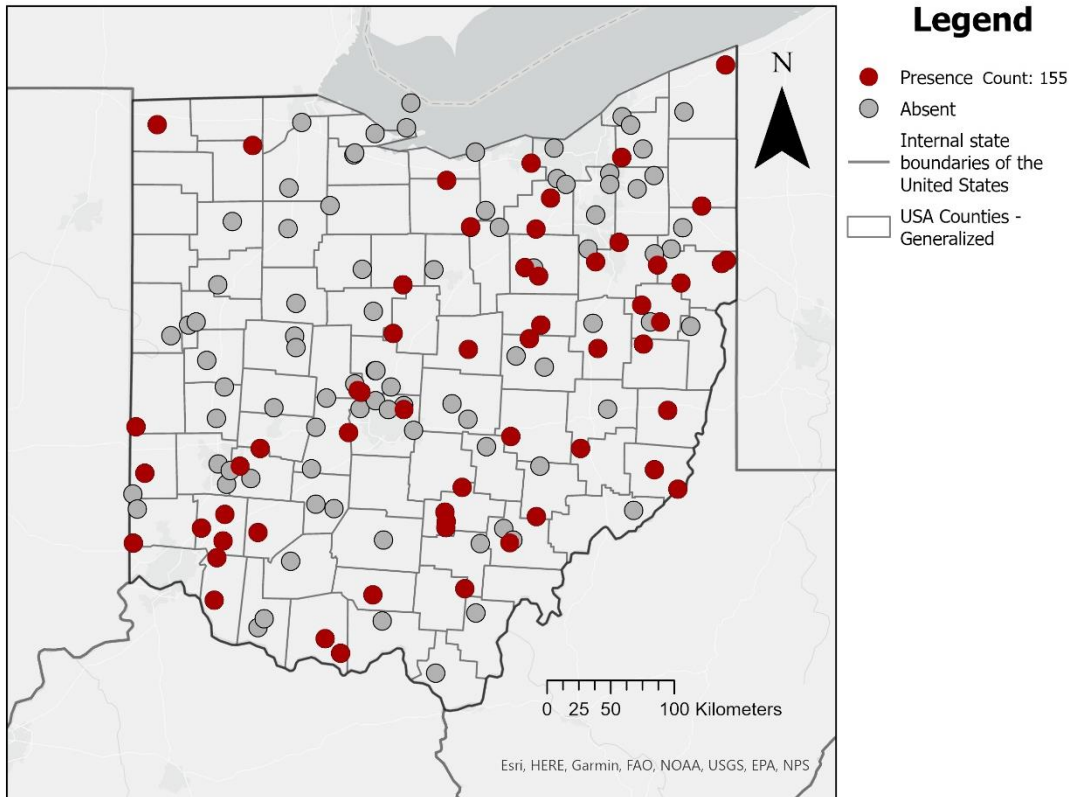 Legend
N
Presence Count: 155
Absent
Internal state
boundaries of the
United States
USA Counties -
Generalized
0 25 50 100 Kilometers
Esri, HERE, Garmin, FAO, NOAA, USGS, EPA, NPS